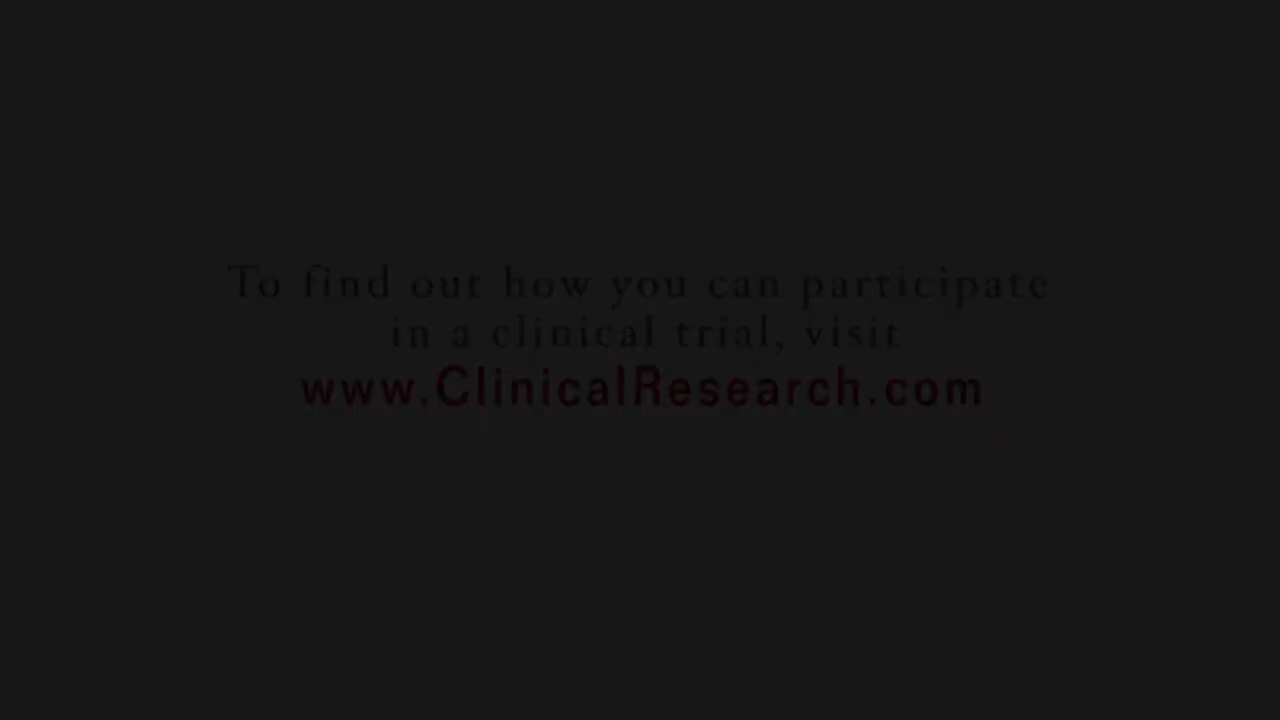 To find out how you can participate
in a clinical trial, visit
www.ClinicalResearch.com